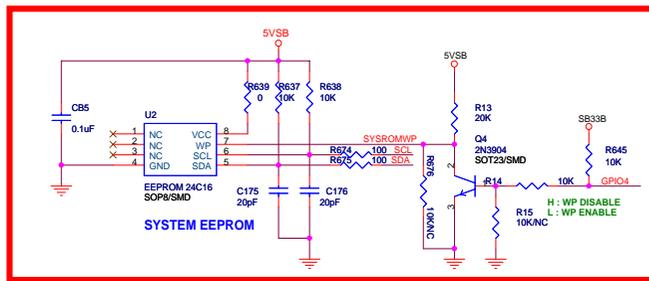 5VSB
5VSB
R639
0
R637
10K
R638
10K
CB5
0.1uF
U2
1 NC VCC 8
2 NC WP 7
3 NC SCL 6
4 GND SDA 5
EEPROM 24C16
SOP8/SMD
SYSROMWP
R674 100 SCL
R675 100 SDA
C175
20pF
C176
20pF
R676
10K/NC
R13
20K
Q4
2N3904
SOT23/SMD
2
1
3
R14
10K
R15
10K/NC
SB33B
R645
10K
GPIO4
H : WP DISABLE
L : WP ENABLE
SYSTEM EEPROM